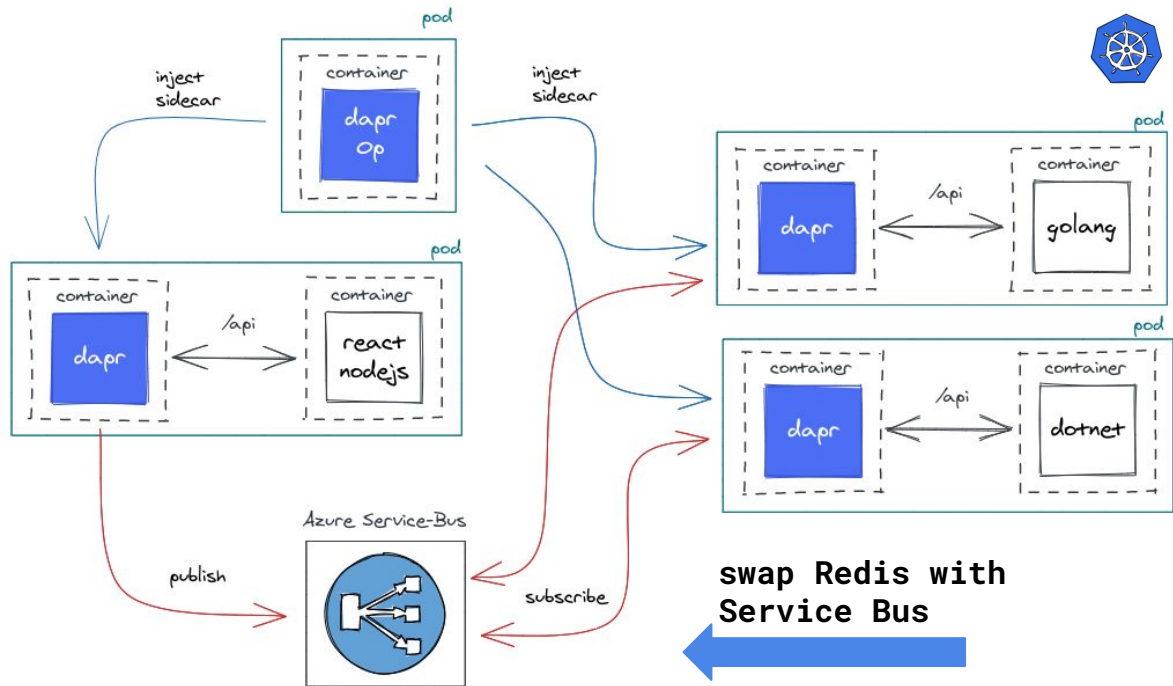 pod
container
dapr
Op
inject
sidecar
inject
sidecar
pod
container
dapr
/api
container
golang
pod
container
dapr
/api
container
react
nodejs
pod
container
dapr
/api
container
dotnet
Azure Service-Bus
publish
subscribe
swap Redis with
Service Bus